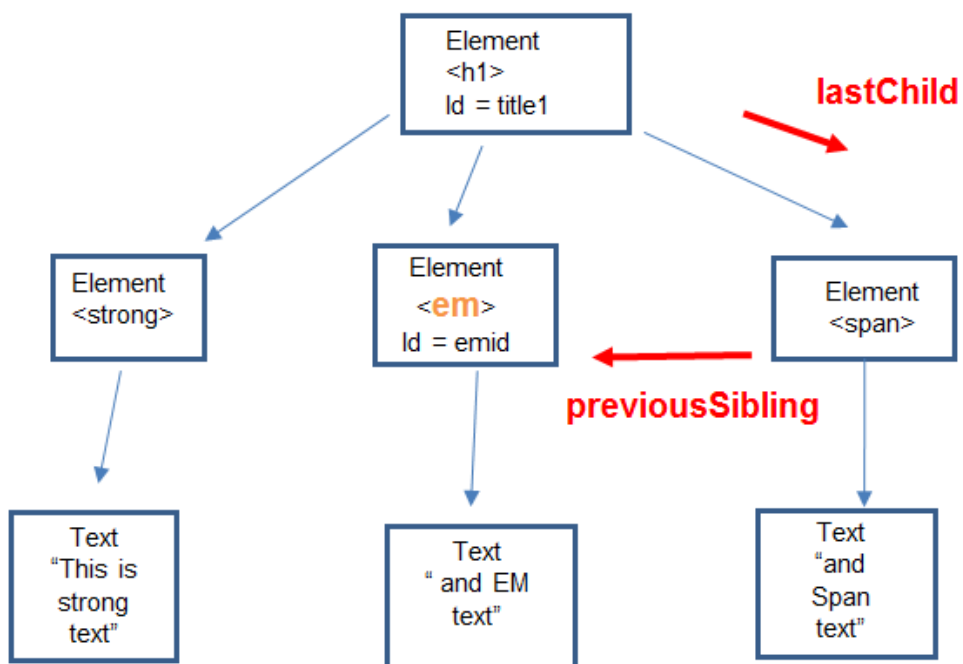 Element
<h1>
Id = title1
lastChild
Element
<strong>
Element
<em>
Id = emid
Element
<span>
previousSibling
Text
“This is
strong
text”
Text
“ and EM
text”
Text
“and
Span
text”